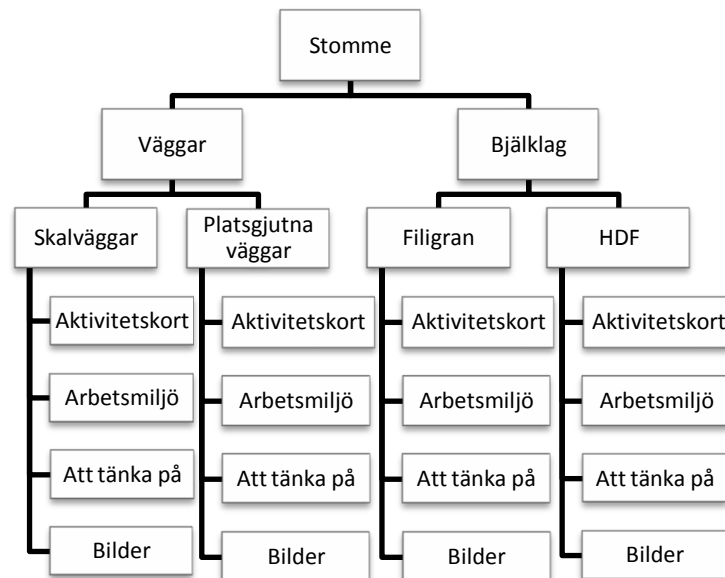 Stomme
Väggar
Bjälklag
Skalväggar
Platsgjutna
väggar
Filigran
HDF
Aktivitetskort
Aktivitetskort
Aktivitetskort
Aktivitetskort
Arbetsmiljö
Arbetsmiljö
Arbetsmiljö
Arbetsmiljö
Att tänka på
Att tänka på
Att tänka på
Att tänka på
Bilder
Bilder
Bilder
Bilder